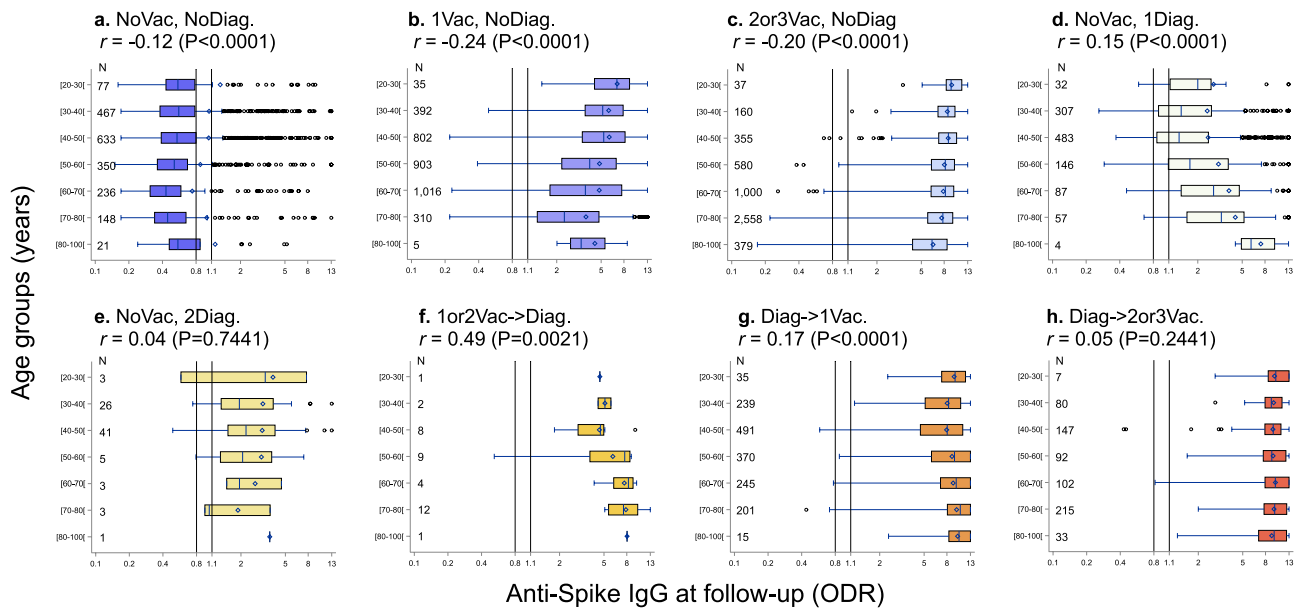 a. NoVac, NoDiag.
r = -0.12 (P<0.0001)
N
[20-30[ 77
[30-40[ 467
[40-50[ 633
[50-60[ 350
[60-70[ 236
[70-80[ 148
[80-100[ 21
0.1 0.2 0.4 0.8 1.1 2 5 8 13
b. 1Vac, NoDiag.
r = -0.24 (P<0.0001)
N
[20-30[ 35
[30-40[ 392
[40-50[ 802
[50-60[ 903
[60-70[ 1,016
[70-80[ 310
[80-100[ 5
0.1 0.2 0.4 0.8 1.1 2 5 8 13
c. 2or3Vac, NoDiag
r = -0.20 (P<0.0001)
N
[20-30[ 37
[30-40[ 160
[40-50[ 355
[50-60[ 580
[60-70[ 1,000
[70-80[ 2,558
[80-100[ 379
0.1 0.2 0.4 0.8 1.1 2 5 8 13
d. NoVac, 1Diag.
r = 0.15 (P<0.0001)
N
[20-30[ 32
[30-40[ 307
[40-50[ 483
[50-60[ 146
[60-70[ 87
[70-80[ 57
[80-100[ 4
0.1 0.2 0.4 0.8 1.1 2 5 8 13
Age groups (years)
e. NoVac, 2Diag.
r = 0.04 (P=0.7441)
N
[20-30[ 3
[30-40[ 26
[40-50[ 41
[50-60[ 5
[60-70[ 3
[70-80[ 3
[80-100[ 1
0.1 0.2 0.4 0.8 1.1 2 5 8 13
f. 1or2Vac->Diag.
r = 0.49 (P=0.0021)
N
[20-30[ 1
[30-40[ 2
[40-50[ 8
[50-60[ 9
[60-70[ 4
[70-80[ 12
[80-100[ 1
0.1 0.2 0.4 0.8 1.1 2 5 8 13
g. Diag->1Vac.
r = 0.17 (P<0.0001)
N
[20-30[ 35
[30-40[ 239
[40-50[ 491
[50-60[ 370
[60-70[ 245
[70-80[ 201
[80-100[ 15
0.1 0.2 0.4 0.8 1.1 2 5 8 13
h. Diag->2or3Vac.
r = 0.05 (P=0.2441)
N
[20-30[ 7
[30-40[ 80
[40-50[ 147
[50-60[ 92
[60-70[ 102
[70-80[ 215
[80-100[ 33
0.1 0.2 0.4 0.8 1.1 2 5 8 13
Anti-Spike IgG at follow-up (ODR)